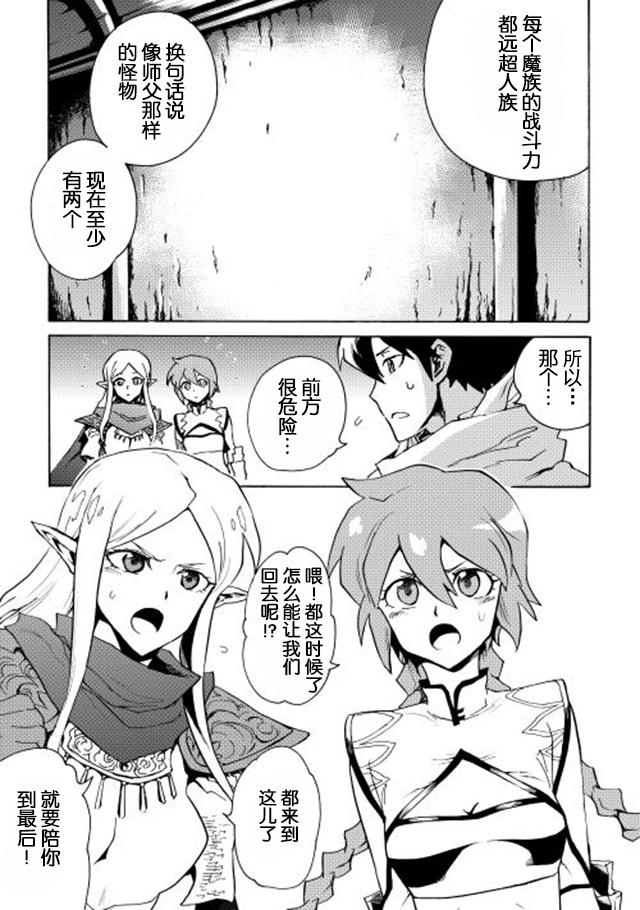 每个魔族的战斗力
都远超人族
换句话说
像师父那样
的怪物
现在至少
有两个
所以…
那个…
前方
很危险…
喂！都这时候了
怎么能让我们
回去呢!?
都来到
这儿了
就要陪你
到最后！